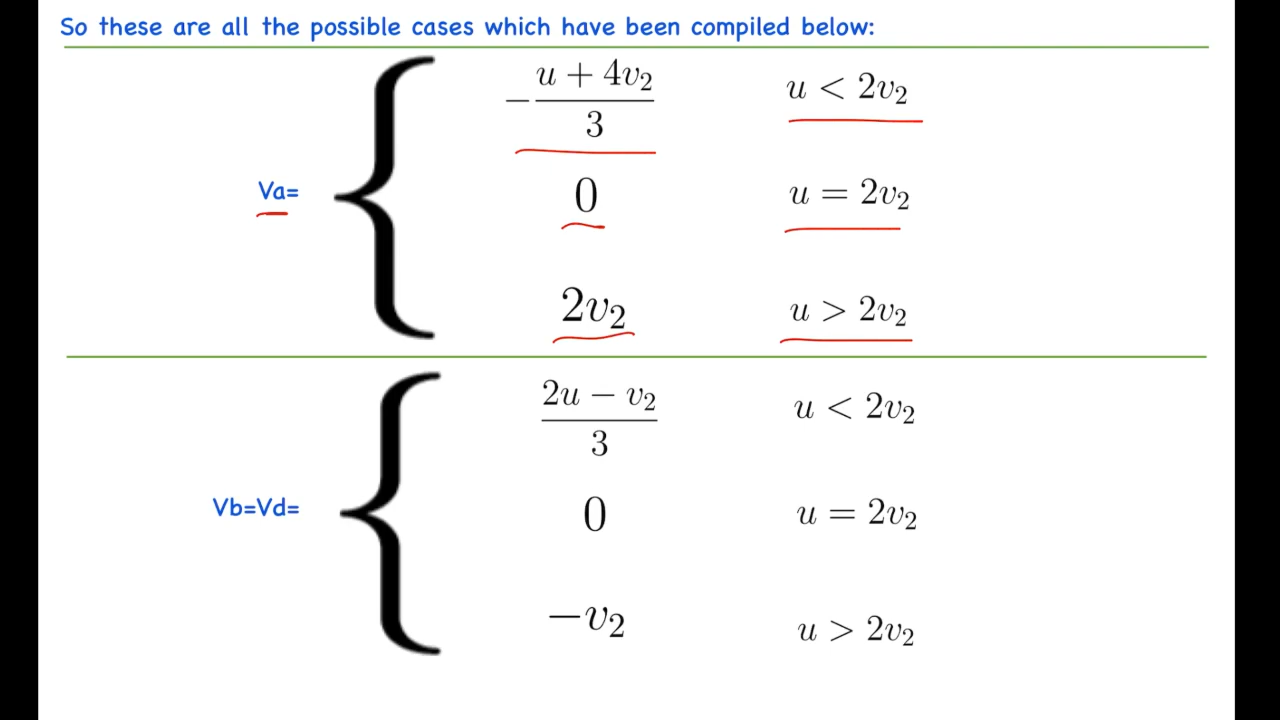 So these are all the possible cases which have been compiled below:
Va=
−(u + 4v₂)/3 u < 2v₂
0 u = 2v₂
2v₂ u > 2v₂
Vb=Vd=
(2u − v₂)/3 u < 2v₂
0 u = 2v₂
−v₂ u > 2v₂